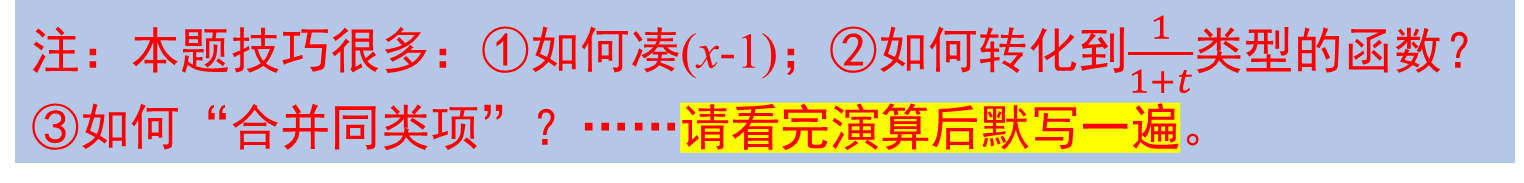 注：本题技巧很多：①如何凑(x-1)；②如何转化到\frac{1}{1+t}类型的函数？
③如何“合并同类项”？……请看完演算后默写一遍。